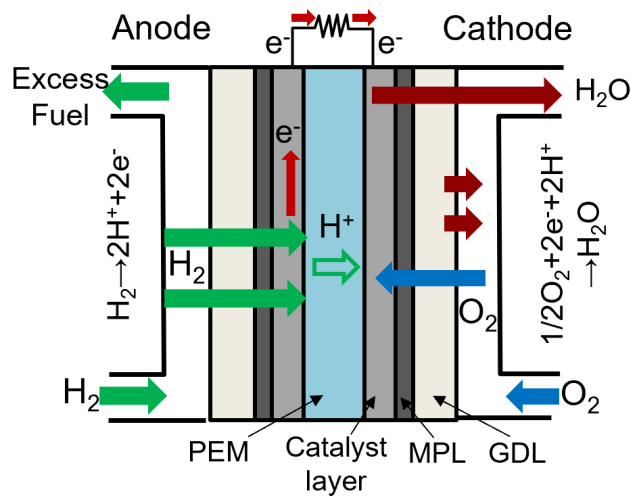 Anode
Cathode
e-
e-
Excess
Fuel
H2O
e-
H2→2H++2e-
H+
H2
O2
1/2O2+2e-+2H+
→H2O
H2
O2
PEM
Catalyst
layer
MPL
GDL